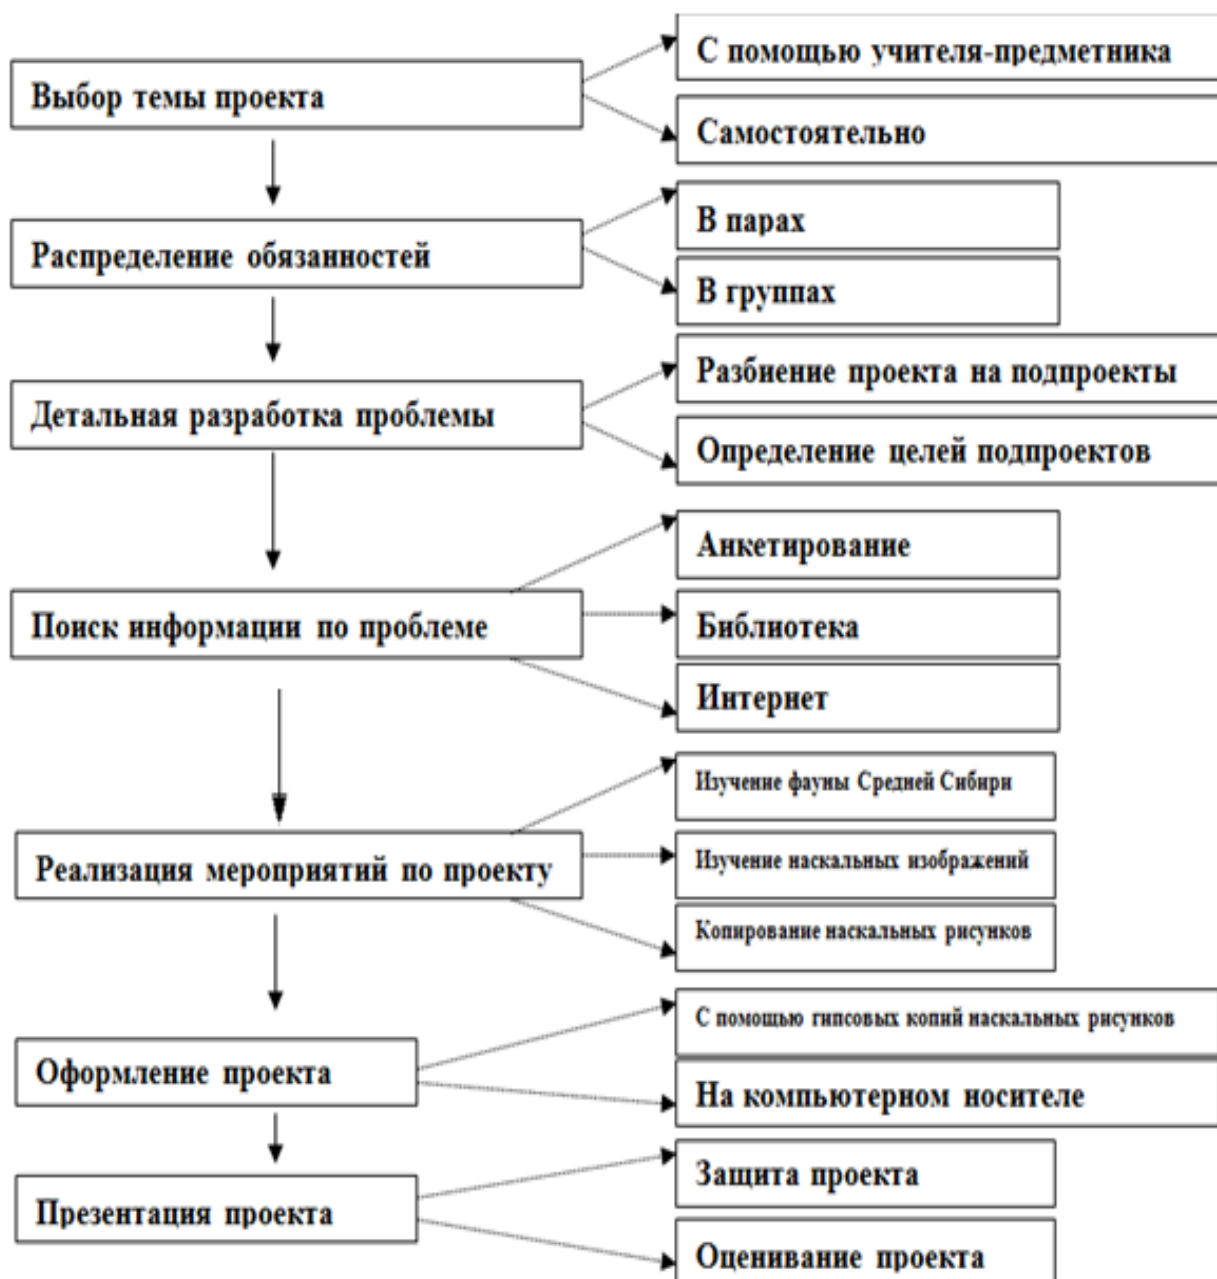 Выбор темы проекта
С помощью учителя-предметника
Самостоятельно
Распределение обязанностей
В парах
В группах
Детальная разработка проблемы
Разбиение проекта на подпроекты
Определение целей подпроектов
Поиск информации по проблеме
Анкетирование
Библиотека
Интернет
Реализация мероприятий по проекту
Изучение фауны Средней Сибири
Изучение наскальных изображений
Копирование наскальных рисунков
Оформление проекта
С помощью гипсовых копий наскальных рисунков
На компьютерном носителе
Презентация проекта
Защита проекта
Оценивание проекта